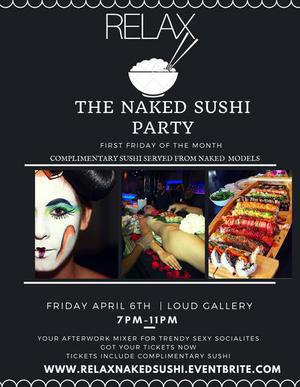 RELAX
THE NAKED SUSHI
PARTY
FIRST FRIDAY OF THE MONTH
COMPLIMENTARY SUSHI SERVED FROM NAKED MODELS
FRIDAY APRIL 6TH | LOUD GALLERY
7PM-11PM
YOUR AFTERWORK MIXER FOR TRENDY SEXY SOCIALITES
GOT YOUR TICKETS NOW
TICKETS INCLUDE COMPLIMENTARY SUSHI
WWW.RELAXNAKEDSUSHI.EVENTBRITE.COM